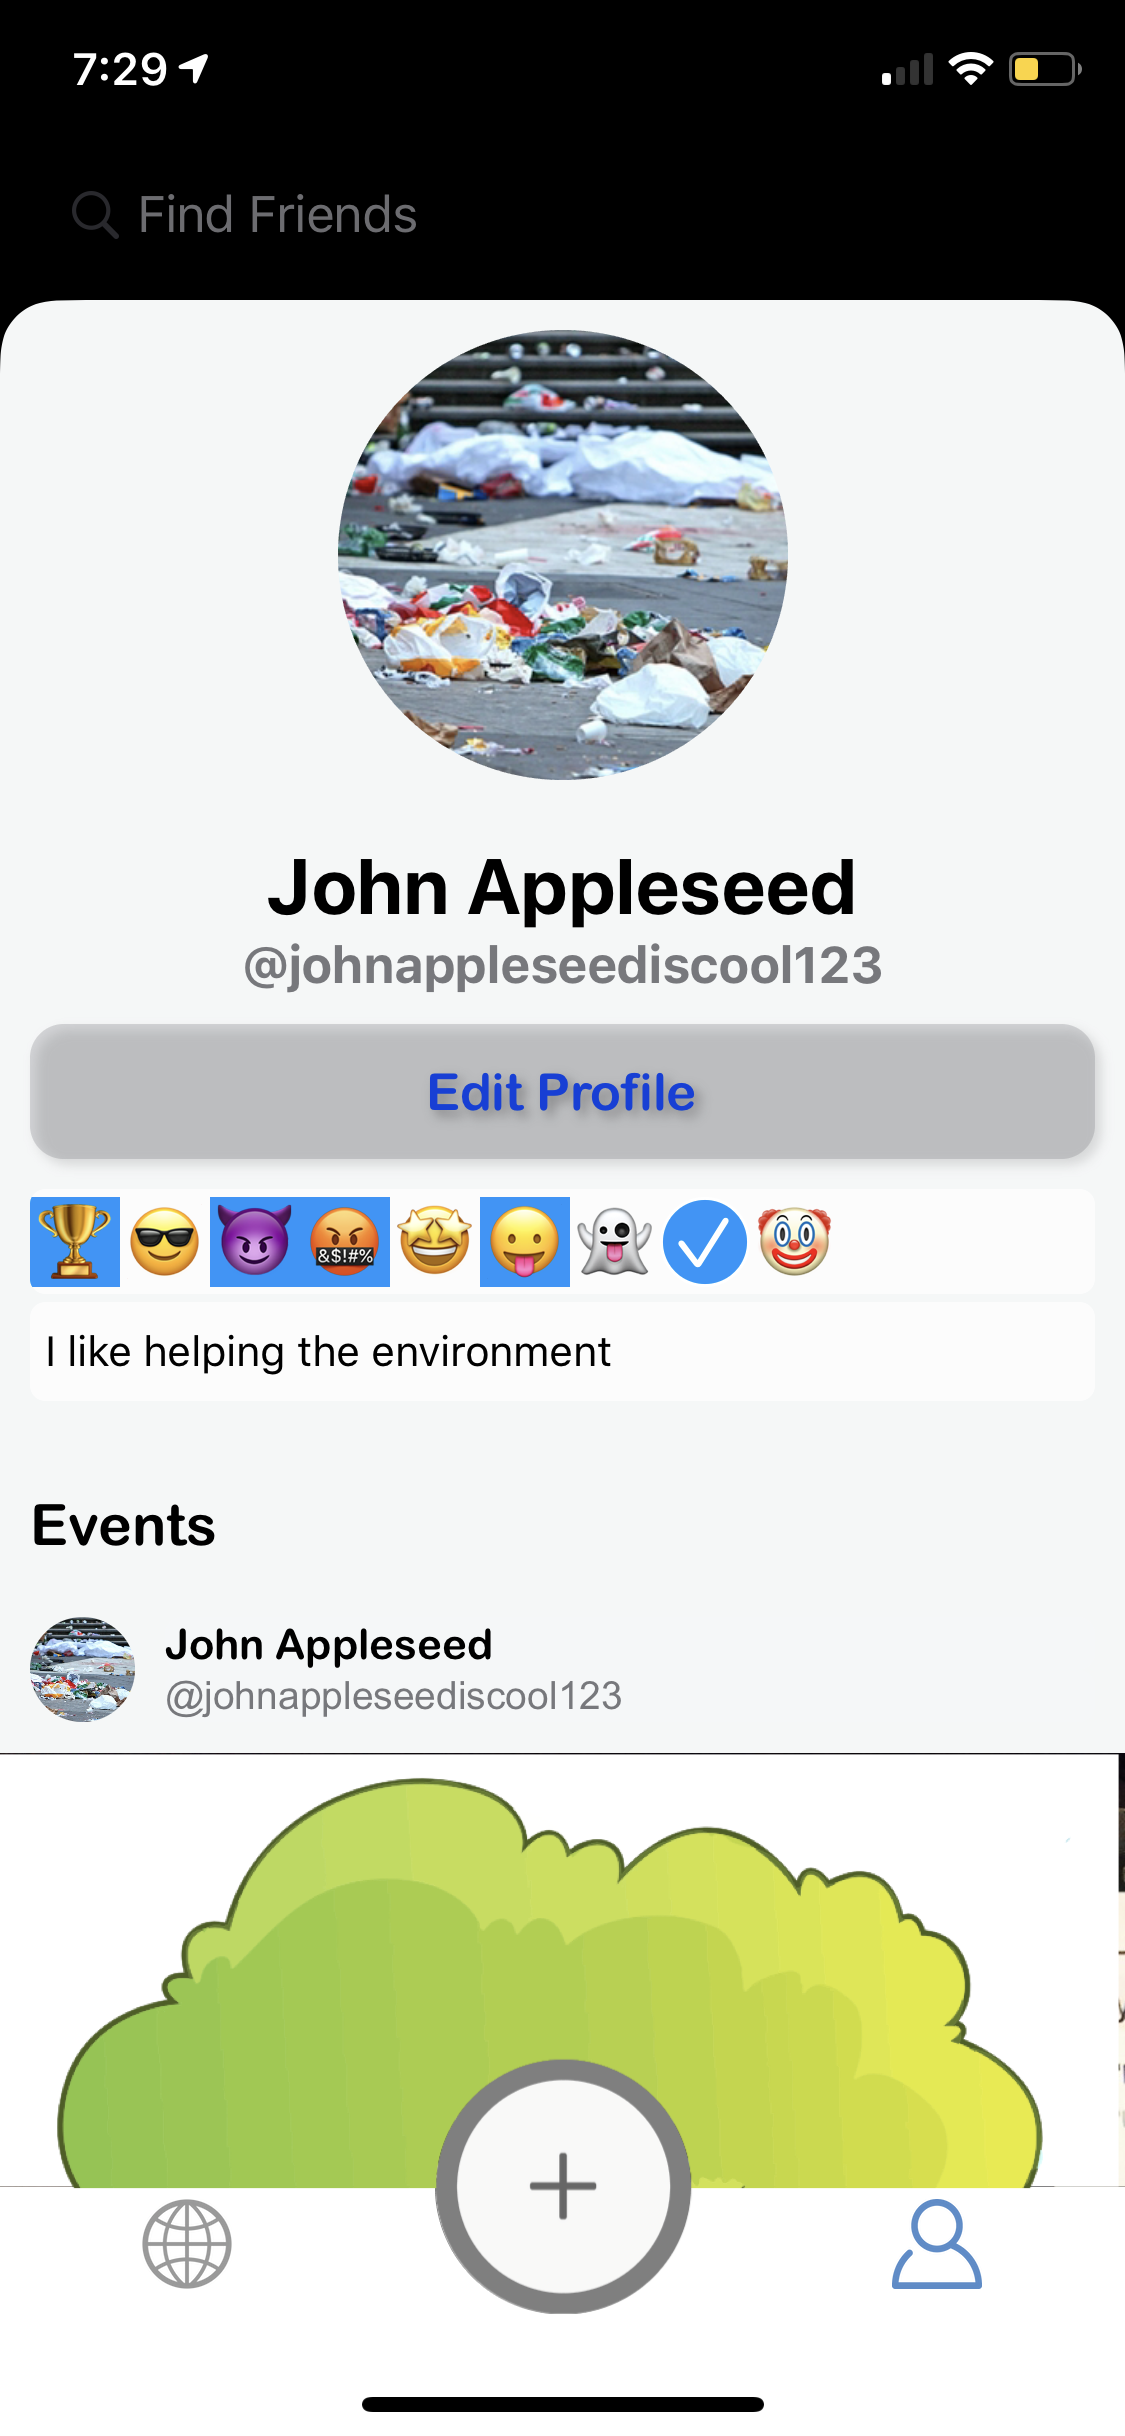 7:29
Find Friends
John Appleseed
@johnappleseediscool123
Edit Profile
&$!#%
I like helping the environment
Events
John Appleseed
@johnappleseediscool123